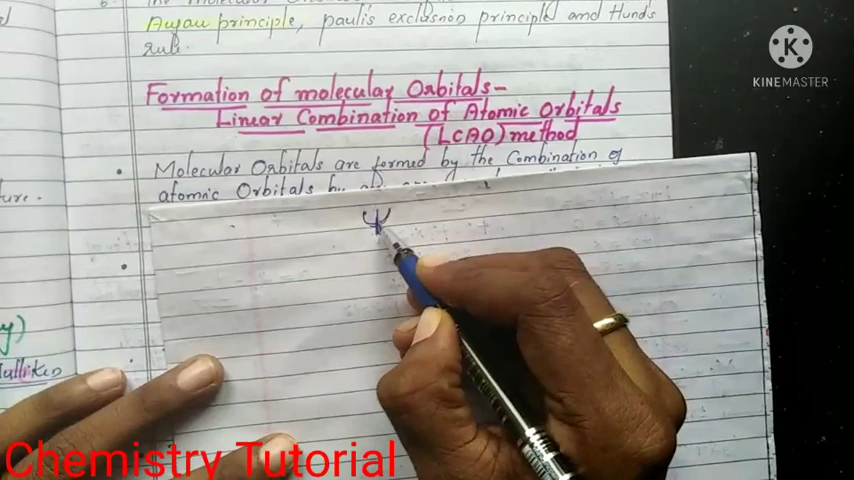 Aufau principle, pauli's exclusion principle and Hund's
rule.
Formation of molecular Orbitals-
Linear Combination of Atomic Orbitals
(LCAO) method
Molecular Orbitals are formed by the Combination of
atomic Orbitals by
ψ
KINEMASTER
Chemistry Tutorial